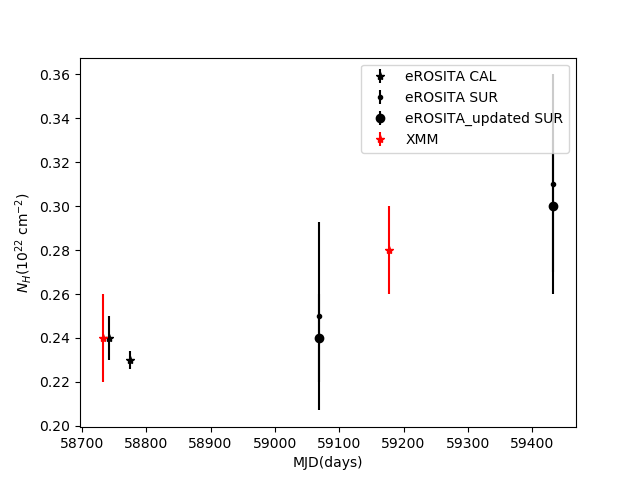 eROSITA CAL
eROSITA SUR
eROSITA_updated SUR
XMM
0.36
0.34
0.32
0.30
0.28
0.26
0.24
0.22
0.20
N_H(10^22 cm^−2)
58700 58800 58900 59000 59100 59200 59300 59400
MJD(days)